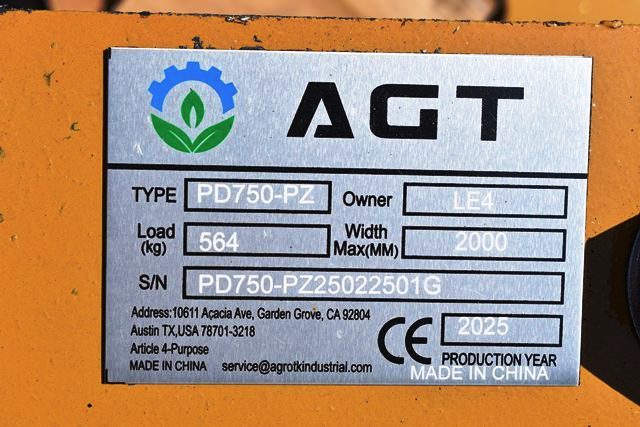 AGT
TYPE PD750-PZ Owner LE4
Load (kg) 564 Width Max(MM) 2000
S/N PD750-PZ25022501G
Address:10611 Acacia Ave, Garden Grove, CA 92804
Austin TX,USA 78701-3218
Article 4-Purpose
MADE IN CHINA service@agrotkindustrial.com
CE 2025
PRODUCTION YEAR
MADE IN CHINA